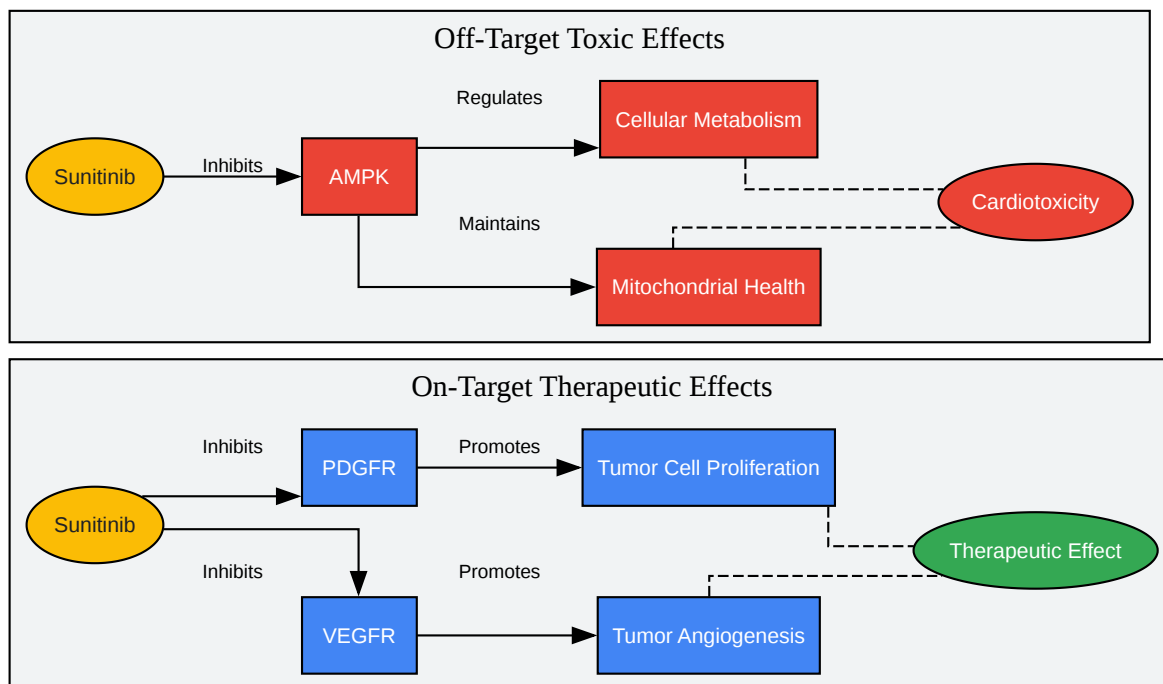 Off-Target Toxic Effects
Regulates
Cellular Metabolism
Sunitinib
Inhibits
AMPK
Cardiotoxicity
Maintains
Mitochondrial Health
On-Target Therapeutic Effects
Inhibits
PDGFR
Promotes
Tumor Cell Proliferation
Sunitinib
Therapeutic Effect
Inhibits
Promotes
VEGFR
Tumor Angiogenesis